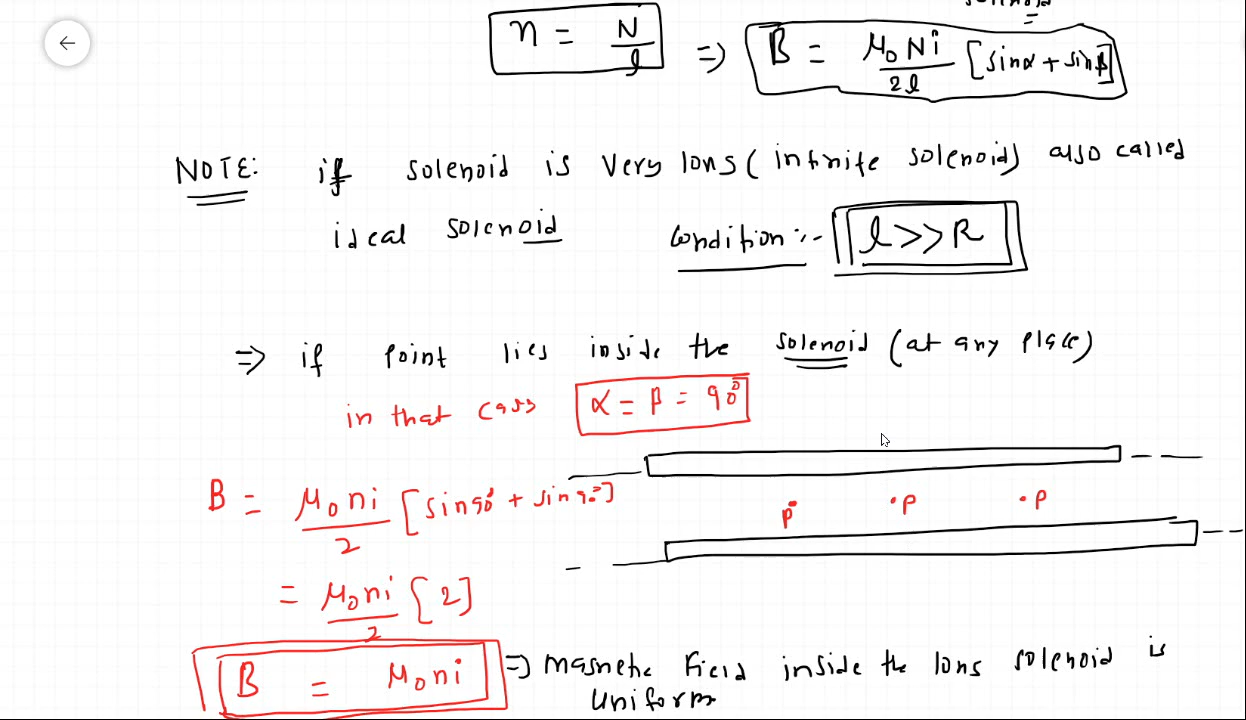 n = N/l => B = μ₀Ni/2l [sinα + sinβ]
NOTE: if solenoid is very long (infinite solenoid) also called
ideal solenoid condition :- l >> R
=> if point lies inside the solenoid (at any place)
in that case α = β = 90°
B = μ₀ni/2 [sin90° + sin90°]
P .P .P
= μ₀ni/2 [2]
B = μ₀ni => magnetic Field inside the long solenoid is
uniform